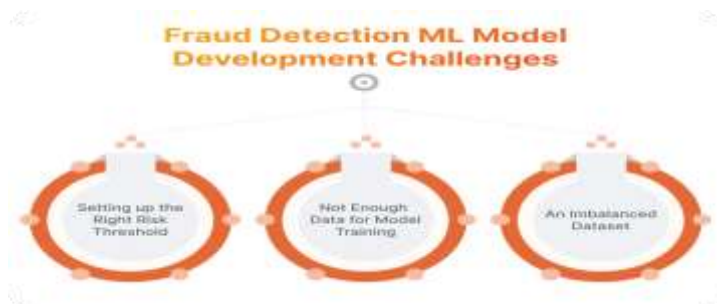 Fraud Detection ML Model
Development Challenges
Setting up the
Right Risk
Threshold
Not Enough
Data for Model
Training
An Imbalanced
Dataset